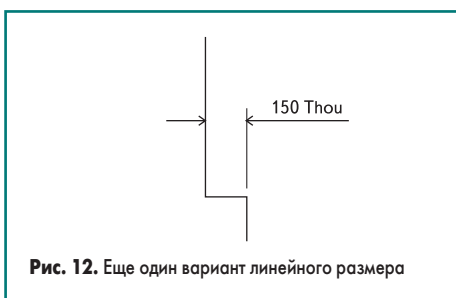 150 Thou
Рис. 12. Еще один вариант линейного размера